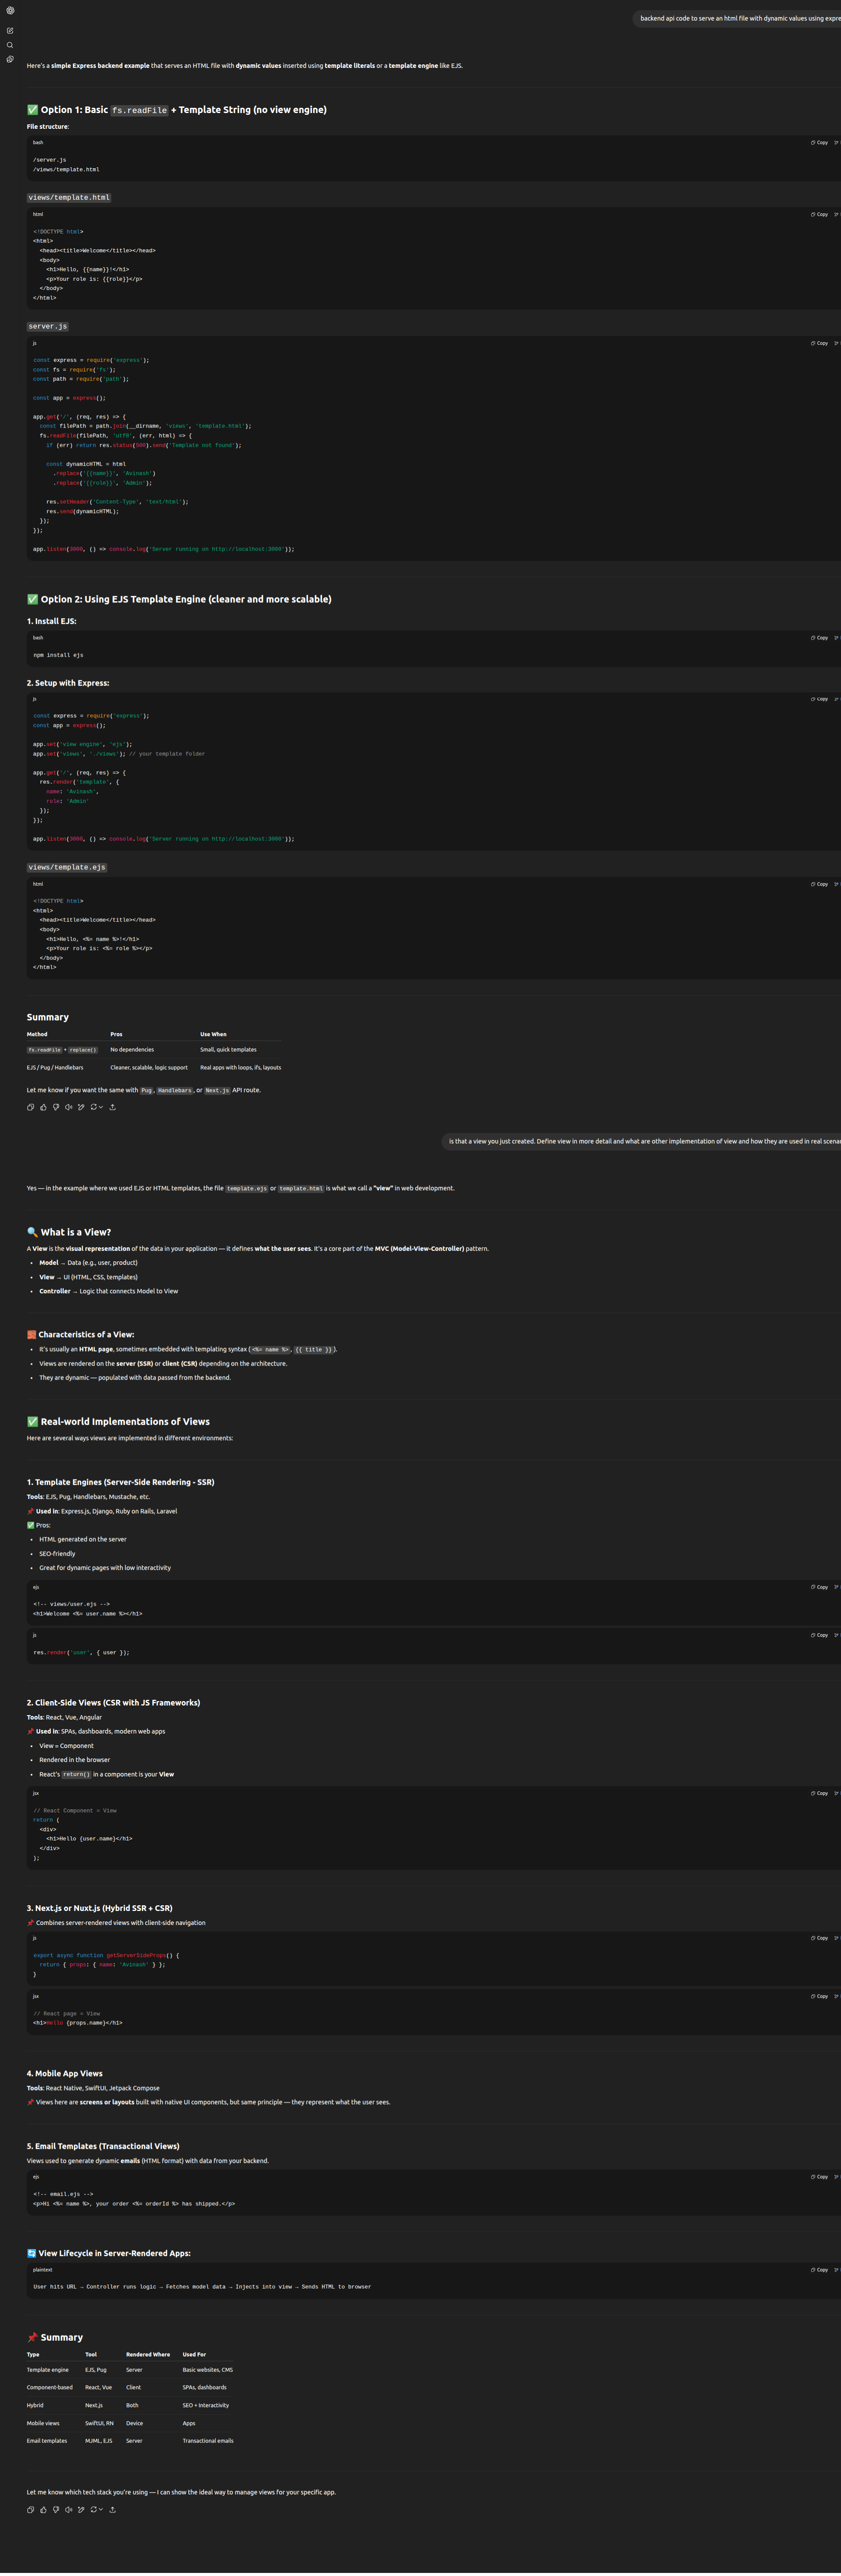 backend api code to serve an html file with dynamic values using expre
Here's a simple Express backend example that serves an HTML file with dynamic values inserted using template literals or a template engine like EJS.
✅ Option 1: Basic fs.readFile + Template String (no view engine)
File structure:
bash
Copy
/server.js
/views/template.html
views/template.html
html
Copy
<!DOCTYPE html>
<html>
  <head><title>Welcome</title></head>
  <body>
    <h1>Hello, {{name}}!</h1>
    <p>Your role is: {{role}}</p>
  </body>
</html>
server.js
js
Copy
const express = require('express');
const fs = require('fs');
const path = require('path');
const app = express();
app.get('/', (req, res) => {
  const filePath = path.join(__dirname, 'views', 'template.html');
  fs.readFile(filePath, 'utf8', (err, html) => {
    if (err) return res.status(500).send('Template not found');
    const dynamicHTML = html
      .replace('{{name}}', 'Avinash')
      .replace('{{role}}', 'Admin');
    res.setHeader('Content-Type', 'text/html');
    res.send(dynamicHTML);
  });
});
app.listen(3000, () => console.log('Server running on http://localhost:3000'));
✅ Option 2: Using EJS Template Engine (cleaner and more scalable)
1. Install EJS:
bash
Copy
npm install ejs
2. Setup with Express:
js
Copy
const express = require('express');
const app = express();
app.set('view engine', 'ejs');
app.set('views', './views'); // your template folder
app.get('/', (req, res) => {
  res.render('template', {
    name: 'Avinash',
    role: 'Admin'
  });
});
app.listen(3000, () => console.log('Server running on http://localhost:3000'));
views/template.ejs
html
Copy
<!DOCTYPE html>
<html>
  <head><title>Welcome</title></head>
  <body>
    <h1>Hello, <%= name %>!</h1>
    <p>Your role is: <%= role %></p>
  </body>
</html>
Summary
Method Pros Use When
fs.readFile + replace() No dependencies Small, quick templates
EJS / Pug / Handlebars Cleaner, scalable, logic support Real apps with loops, ifs, layouts
Let me know if you want the same with Pug, Handlebars, or Next.js API route.
is that a view you just created. Define view in more detail and what are other implementation of view and how they are used in real scenar
Yes — in the example where we used EJS or HTML templates, the file template.ejs or template.html is what we call a "view" in web development.
🔍 What is a View?
A View is the visual representation of the data in your application — it defines what the user sees. It's a core part of the MVC (Model-View-Controller) pattern.
• Model → Data (e.g., user, product)
• View → UI (HTML, CSS, templates)
• Controller → Logic that connects Model to View
🧱 Characteristics of a View:
• It's usually an HTML page, sometimes embedded with templating syntax (<%= name %>, {{ title }}).
• Views are rendered on the server (SSR) or client (CSR) depending on the architecture.
• They are dynamic — populated with data passed from the backend.
✅ Real-world Implementations of Views
Here are several ways views are implemented in different environments:
1. Template Engines (Server-Side Rendering - SSR)
Tools: EJS, Pug, Handlebars, Mustache, etc.
📌 Used in: Express.js, Django, Ruby on Rails, Laravel
✅ Pros:
• HTML generated on the server
• SEO-friendly
• Great for dynamic pages with low interactivity
ejs
Copy
<!-- views/user.ejs -->
<h1>Welcome <%= user.name %></h1>
js
Copy
res.render('user', { user });
2. Client-Side Views (CSR with JS Frameworks)
Tools: React, Vue, Angular
📌 Used in: SPAs, dashboards, modern web apps
• View = Component
• Rendered in the browser
• React's return() in a component is your View
jsx
Copy
// React Component = View
return (
  <div>
    <h1>Hello {user.name}</h1>
  </div>
);
3. Next.js or Nuxt.js (Hybrid SSR + CSR)
📌 Combines server-rendered views with client-side navigation
js
Copy
export async function getServerSideProps() {
  return { props: { name: 'Avinash' } };
}
jsx
Copy
// React page = View
<h1>Hello {props.name}</h1>
4. Mobile App Views
Tools: React Native, SwiftUI, Jetpack Compose
📌 Views here are screens or layouts built with native UI components, but same principle — they represent what the user sees.
5. Email Templates (Transactional Views)
Views used to generate dynamic emails (HTML format) with data from your backend.
ejs
Copy
<!-- email.ejs -->
<p>Hi <%= name %>, your order <%= orderId %> has shipped.</p>
🔄 View Lifecycle in Server-Rendered Apps:
plaintext
Copy
User hits URL → Controller runs logic → Fetches model data → Injects into view → Sends HTML to browser
📌 Summary
Type Tool Rendered Where Used For
Template engine EJS, Pug Server Basic websites, CMS
Component-based React, Vue Client SPAs, dashboards
Hybrid Next.js Both SEO + Interactivity
Mobile views SwiftUI, RN Device Apps
Email templates MJML, EJS Server Transactional emails
Let me know which tech stack you're using — I can show the ideal way to manage views for your specific app.